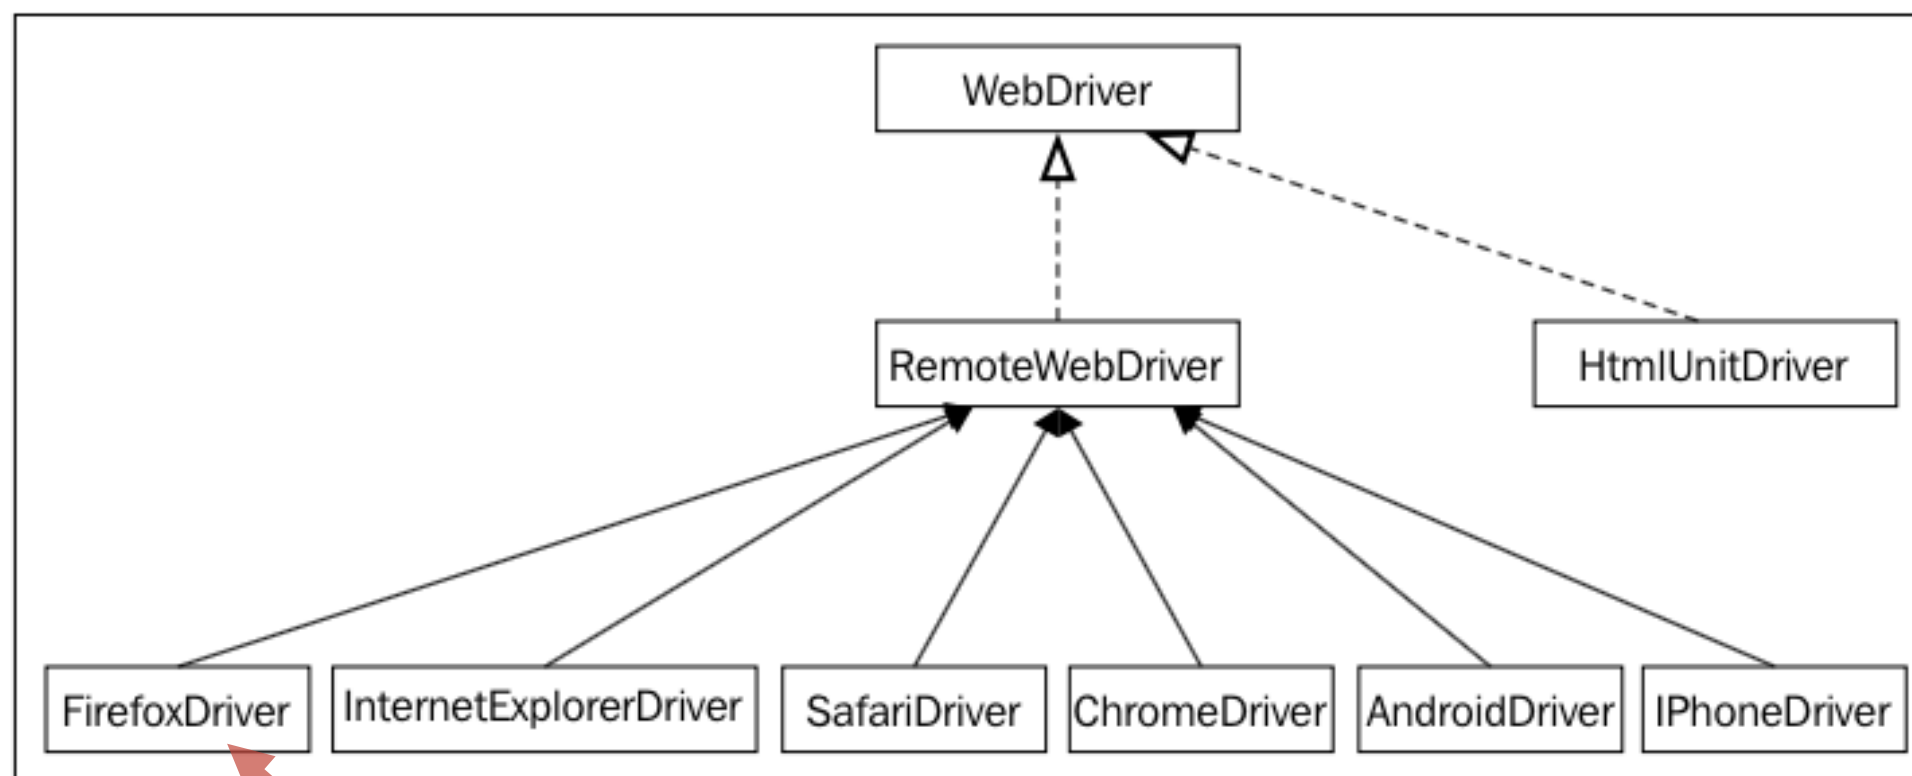 WebDriver
RemoteWebDriver
HtmlUnitDriver
FirefoxDriver
InternetExplorerDriver
SafariDriver
ChromeDriver
AndroidDriver
IPhoneDriver